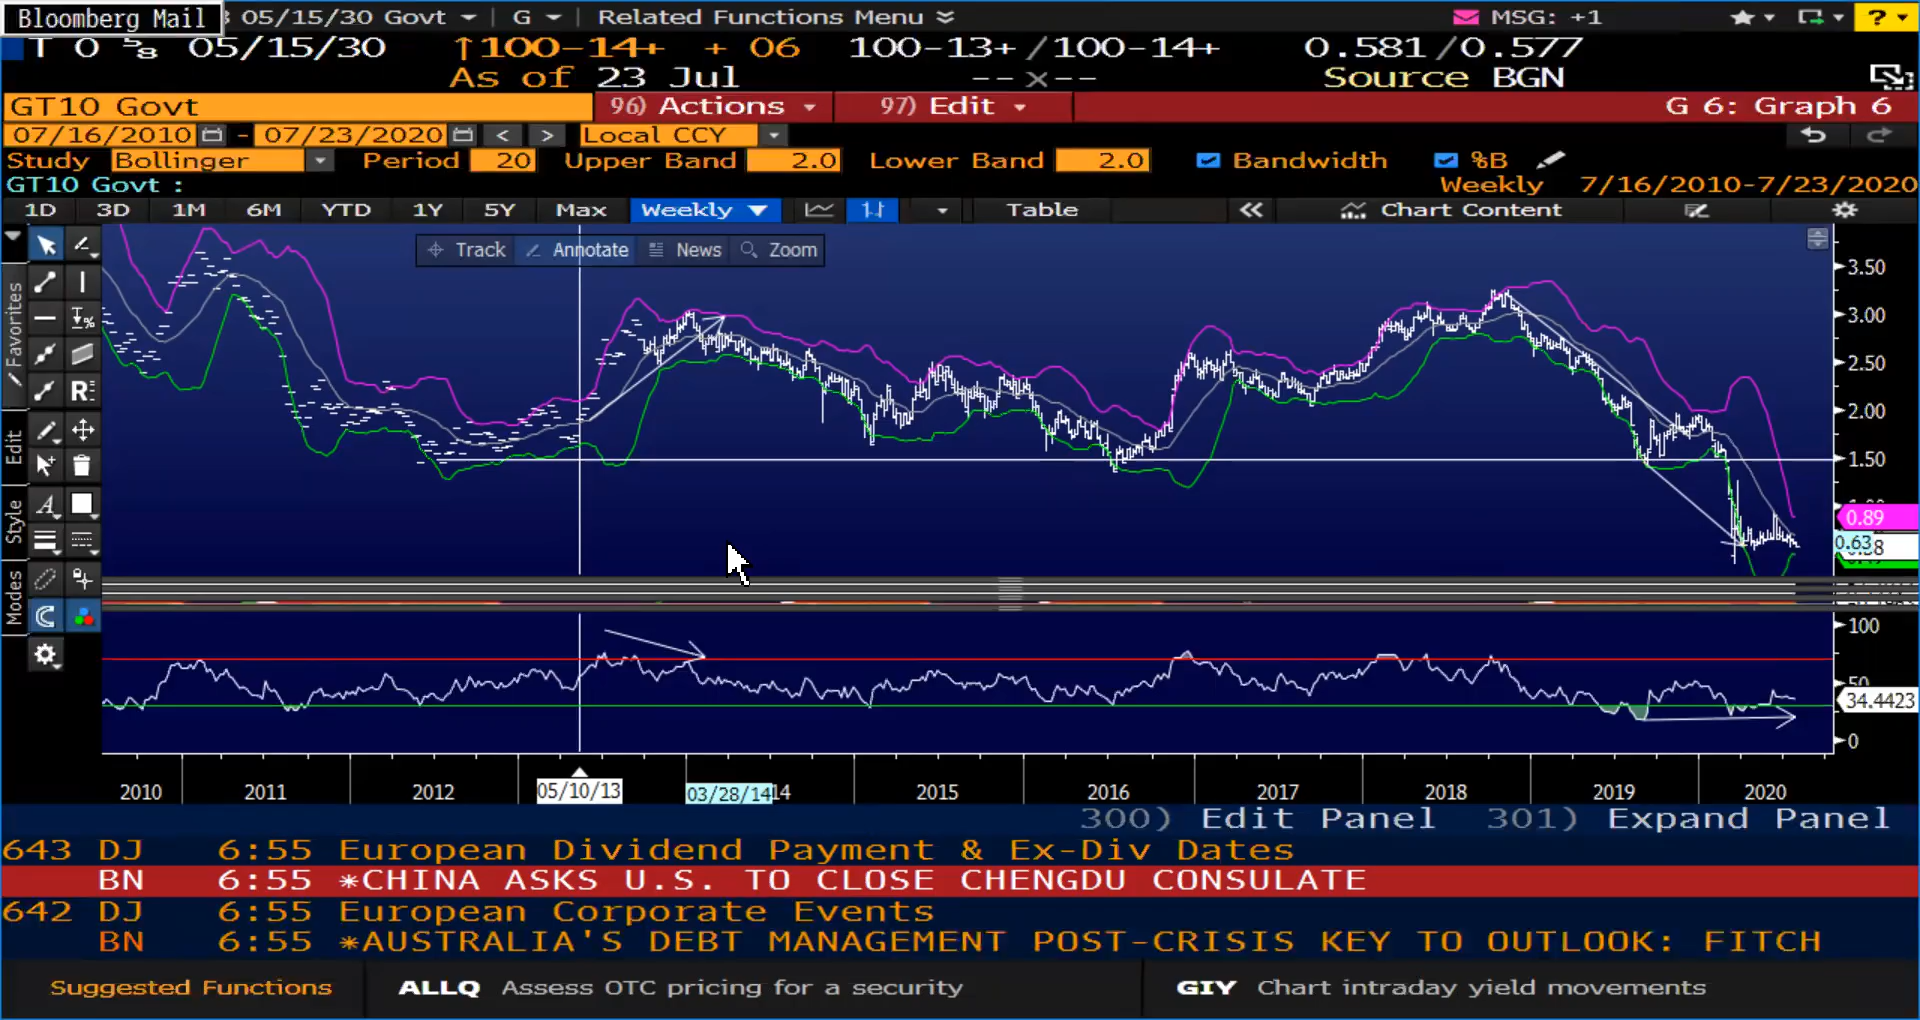 Bloomberg Mail 05/15/30 Govt G Related Functions Menu MSG: +1 ?
T 0 5/8 05/15/30 ↑100-14+ + 06 100-13+/100-14+ 0.581/0.577
As of 23 Jul --x-- Source BGN
GT10 Govt 96) Actions 97) Edit G 6: Graph 6
07/16/2010 - 07/23/2020 < > Local CCY
Study Bollinger Period 20 Upper Band 2.0 Lower Band 2.0 Bandwidth %B
GT10 Govt : Weekly 7/16/2010-7/23/2020
1D 3D 1M 6M YTD 1Y 5Y Max Weekly Table Chart Content
Track Annotate News Zoom
Favorites
Edit
Style
Modes
R
A
3.50
3.00
2.50
2.00
1.50
0.89
0.63
100
50
34.4423
0
2010 2011 2012 05/10/13 03/28/14 14 2015 2016 2017 2018 2019 2020
300) Edit Panel 301) Expand Panel
643 DJ 6:55 European Dividend Payment & Ex-Div Dates
BN 6:55 *CHINA ASKS U.S. TO CLOSE CHENGDU CONSULATE
642 DJ 6:55 European Corporate Events
BN 6:55 *AUSTRALIA'S DEBT MANAGEMENT POST-CRISIS KEY TO OUTLOOK: FITCH
Suggested Functions ALLQ Assess OTC pricing for a security GIY Chart intraday yield movements